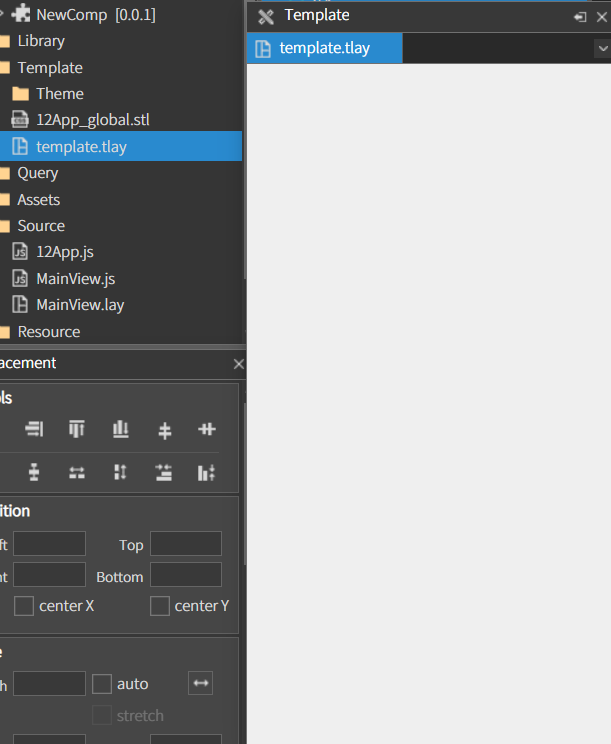 NewComp [0.0.1]
Library
Template
Theme
12App_global.stl
template.tlay
Query
Assets
Source
12App.js
MainView.js
MainView.lay
Resource
acement
ols
ition
ft
Top
ht
Bottom
center X
center Y
e
h
auto
stretch
Template
template.tlay